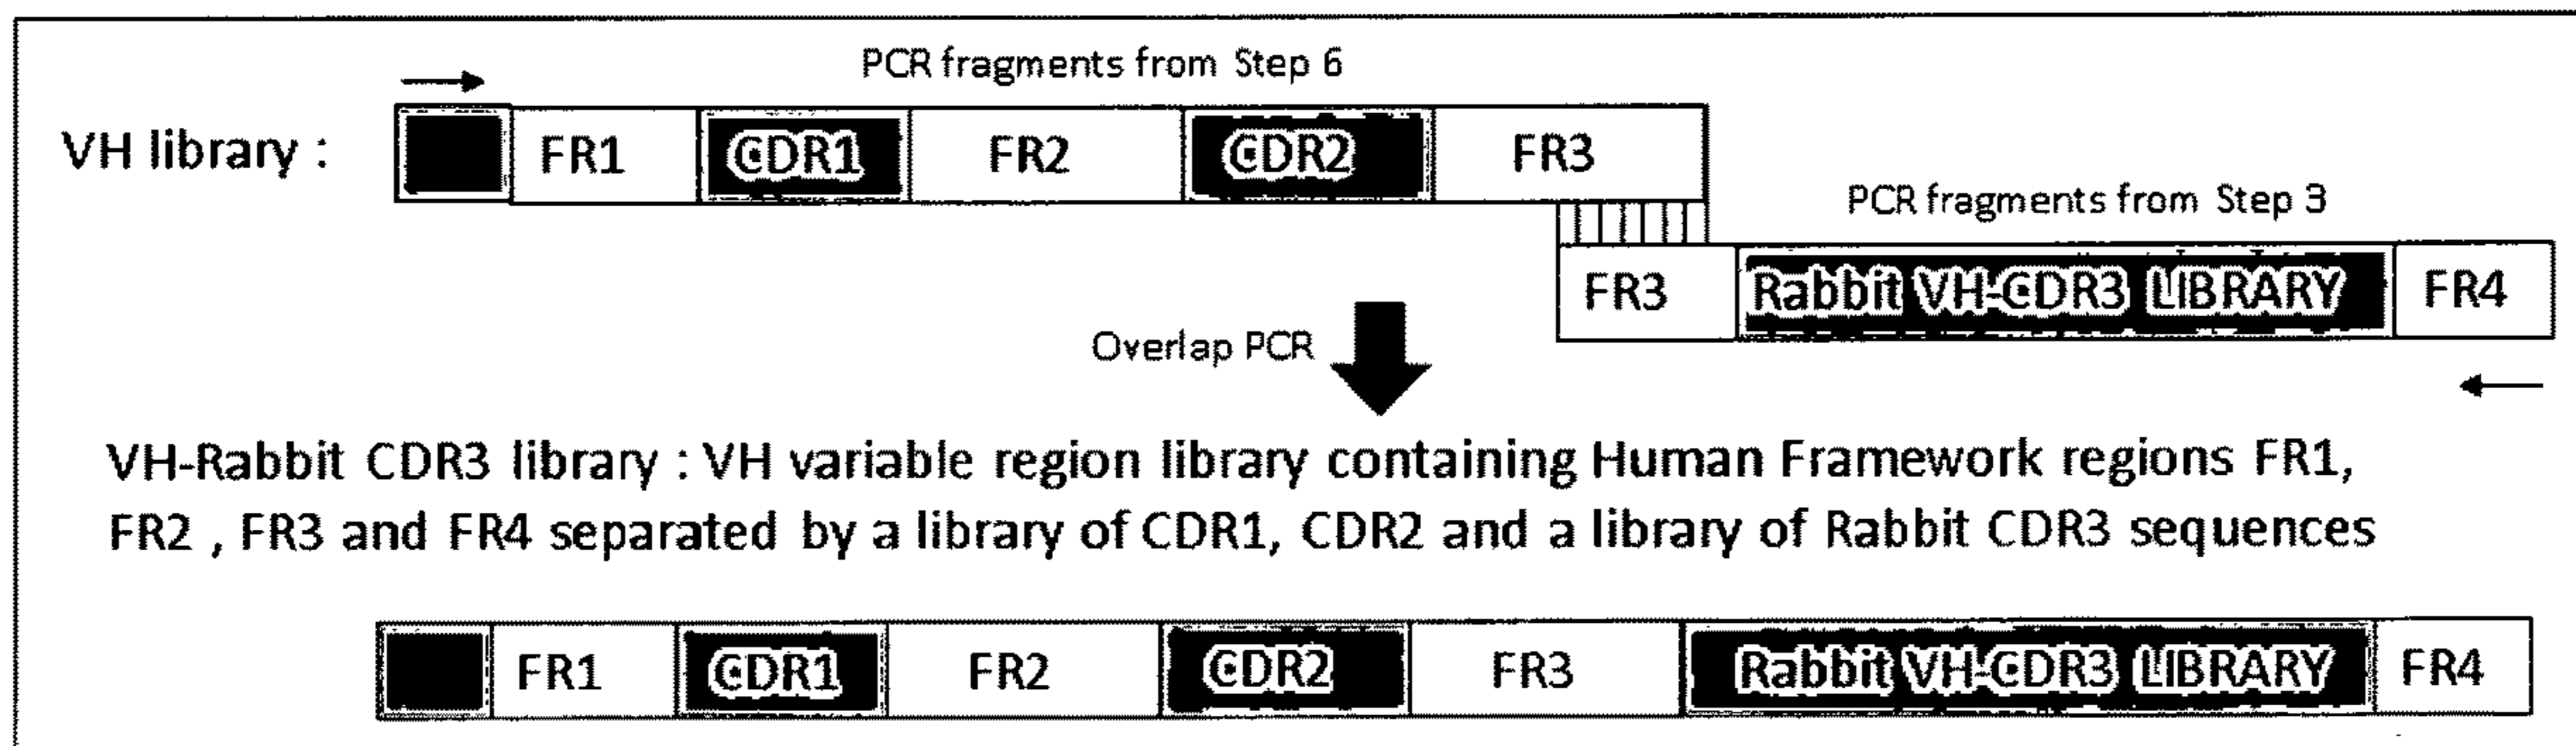 PCR fragments from Step 6
VH library : FR1 CDR1 FR2 CDR2 FR3
PCR fragments from Step 3
FR3 Rabbit VH-CDR3 LIBRARY FR4
Overlap PCR
VH-Rabbit CDR3 library : VH variable region library containing Human Framework regions FR1,
FR2 , FR3 and FR4 separated by a library of CDR1, CDR2 and a library of Rabbit CDR3 sequences
FR1 CDR1 FR2 CDR2 FR3 Rabbit VH-CDR3 LIBRARY FR4